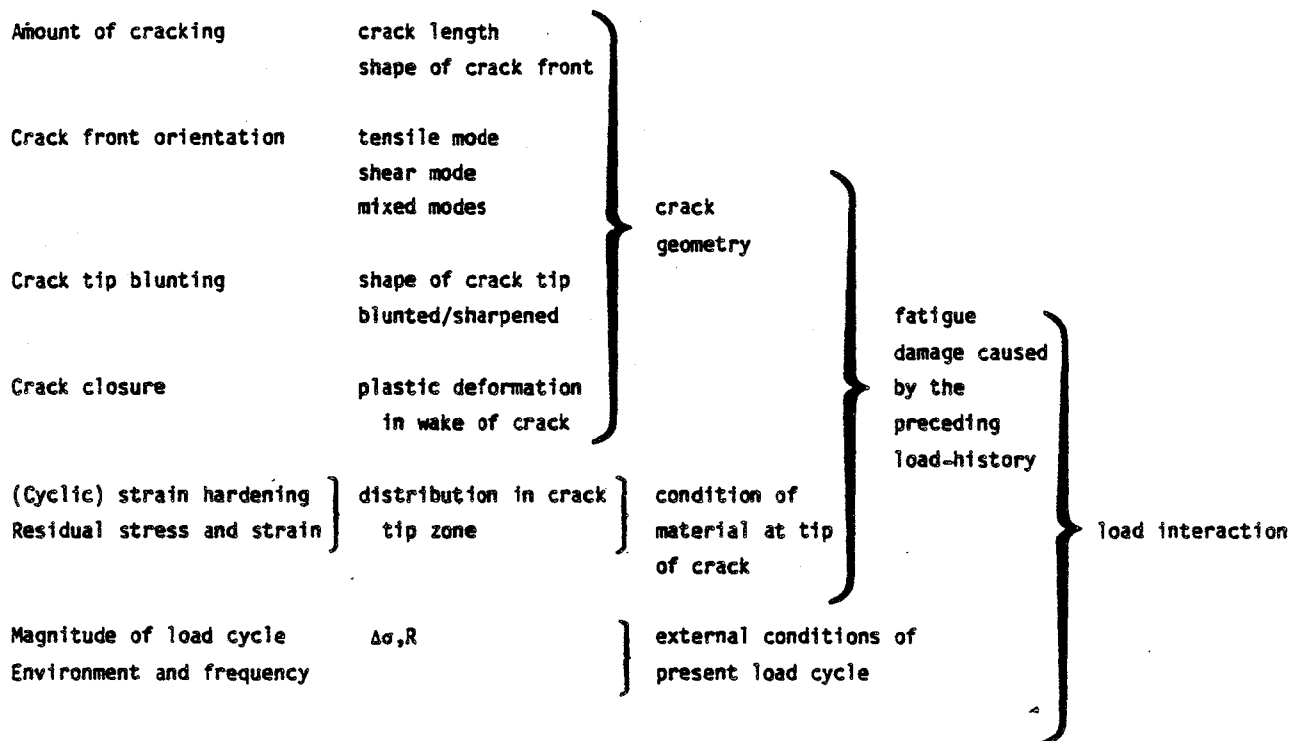 Amount of cracking
crack length
shape of crack front
Crack front orientation
tensile mode
shear mode
mixed modes
crack
geometry
Crack tip blunting
shape of crack tip
blunted/sharpened
Crack closure
plastic deformation
in wake of crack
fatigue
damage caused
by the
preceding
load-history
(Cyclic) strain hardening
Residual stress and strain
distribution in crack
tip zone
condition of
material at tip
of crack
load interaction
Magnitude of load cycle
Environment and frequency
Δσ,R
external conditions of
present load cycle